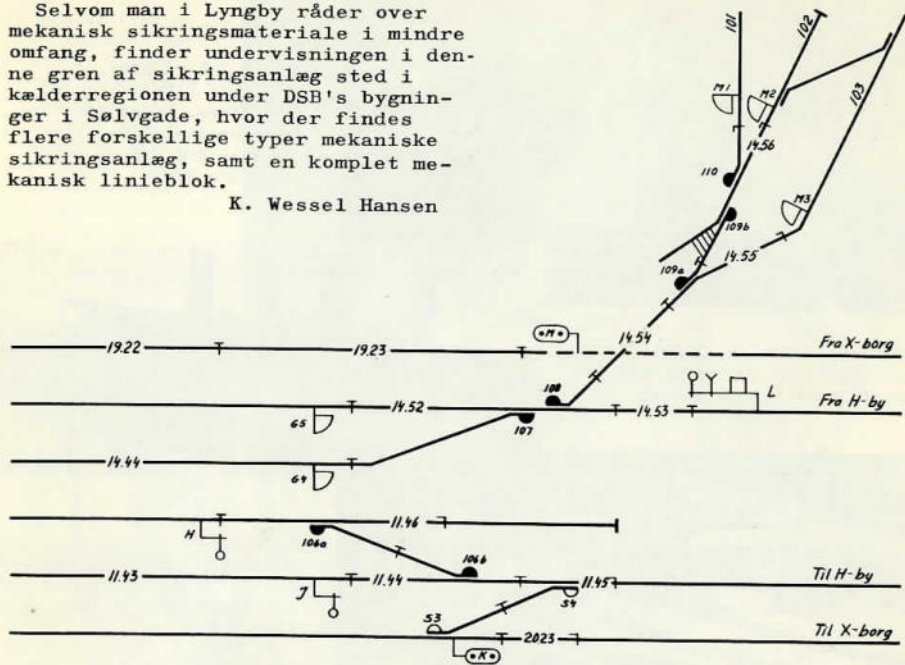 Selvom man i Lyngby råder over
mekanisk sikringsmateriale i mindre
omfang, finder undervisningen i den-
ne gren af sikringsanlæg sted i
kælderregionen under DSB's bygnin-
ger i Sølvgade, hvor der findes
flere forskellige typer mekaniske
sikringsanlæg, samt en komplet me-
kanisk linieblok.
K. Wessel Hansen
101
102
103
M1
M2
14.56
M3
110
109b
14.55
109a
M
14.54
19.22
19.23
Fra X-borg
108
L
14.52
14.53
Fra H-by
G5
107
14.44
G4
H
11.46
106a
106b
11.43
11.44
11.45
Til H-by
J
S4
S3
2023
Til X-borg
K